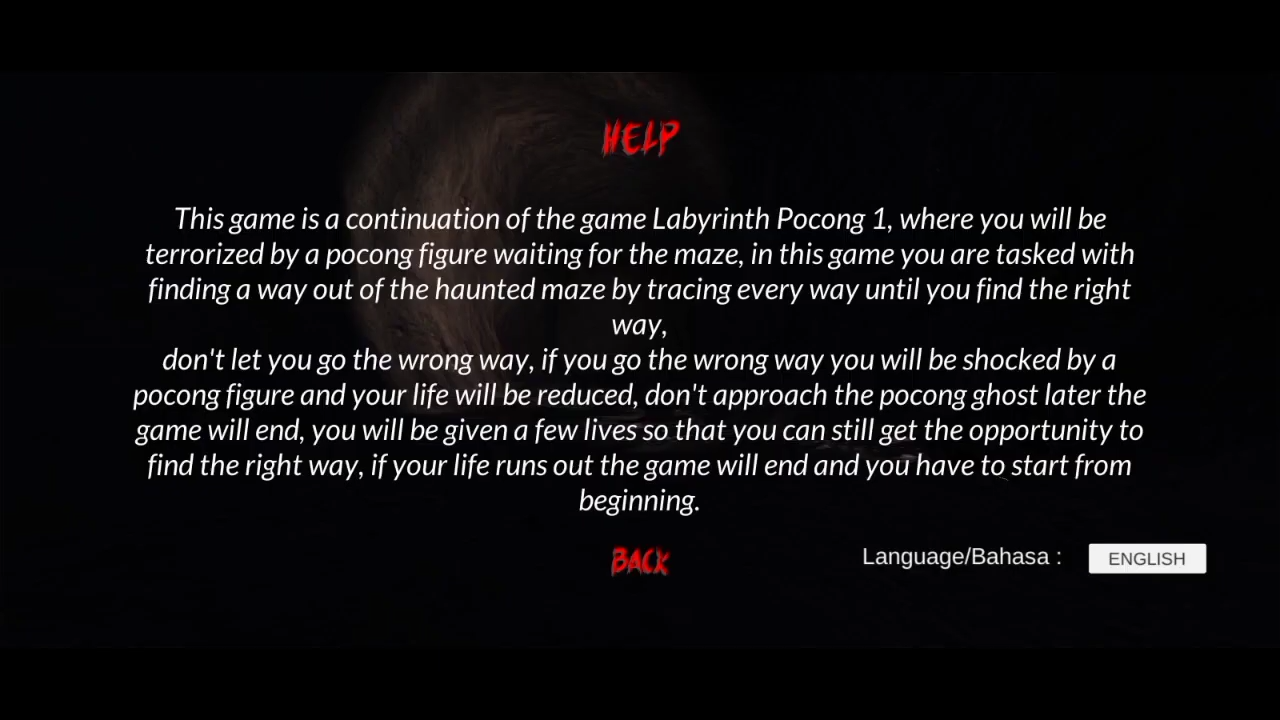 HELP
This game is a continuation of the game Labyrinth Pocong 1, where you will be
terrorized by a pocong figure waiting for the maze, in this game you are tasked with
finding a way out of the haunted maze by tracing every way until you find the right
way,
don't let you go the wrong way, if you go the wrong way you will be shocked by a
pocong figure and your life will be reduced, don't approach the pocong ghost later the
game will end, you will be given a few lives so that you can still get the opportunity to
find the right way, if your life runs out the game will end and you have to start from
beginning.
BACK
Language/Bahasa : ENGLISH